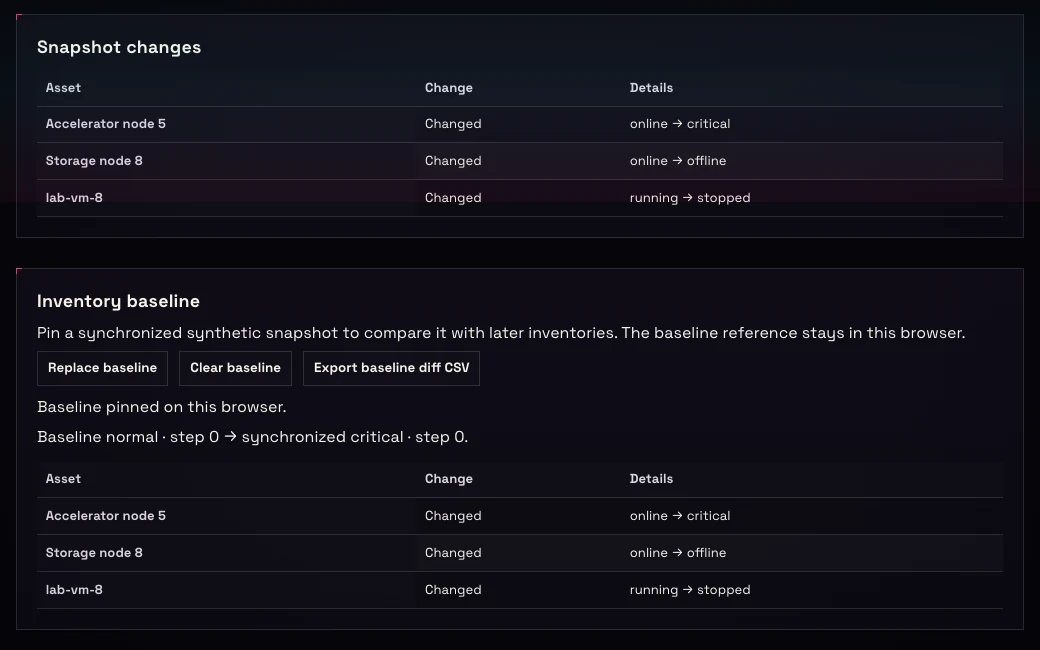 Snapshot changes
Asset Change Details
Accelerator node 5 Changed online → critical
Storage node 8 Changed online → offline
lab-vm-8 Changed running → stopped
Inventory baseline
Pin a synchronized synthetic snapshot to compare it with later inventories. The baseline reference stays in this browser.
Replace baseline Clear baseline Export baseline diff CSV
Baseline pinned on this browser.
Baseline normal · step 0 → synchronized critical · step 0.
Asset Change Details
Accelerator node 5 Changed online → critical
Storage node 8 Changed online → offline
lab-vm-8 Changed running → stopped